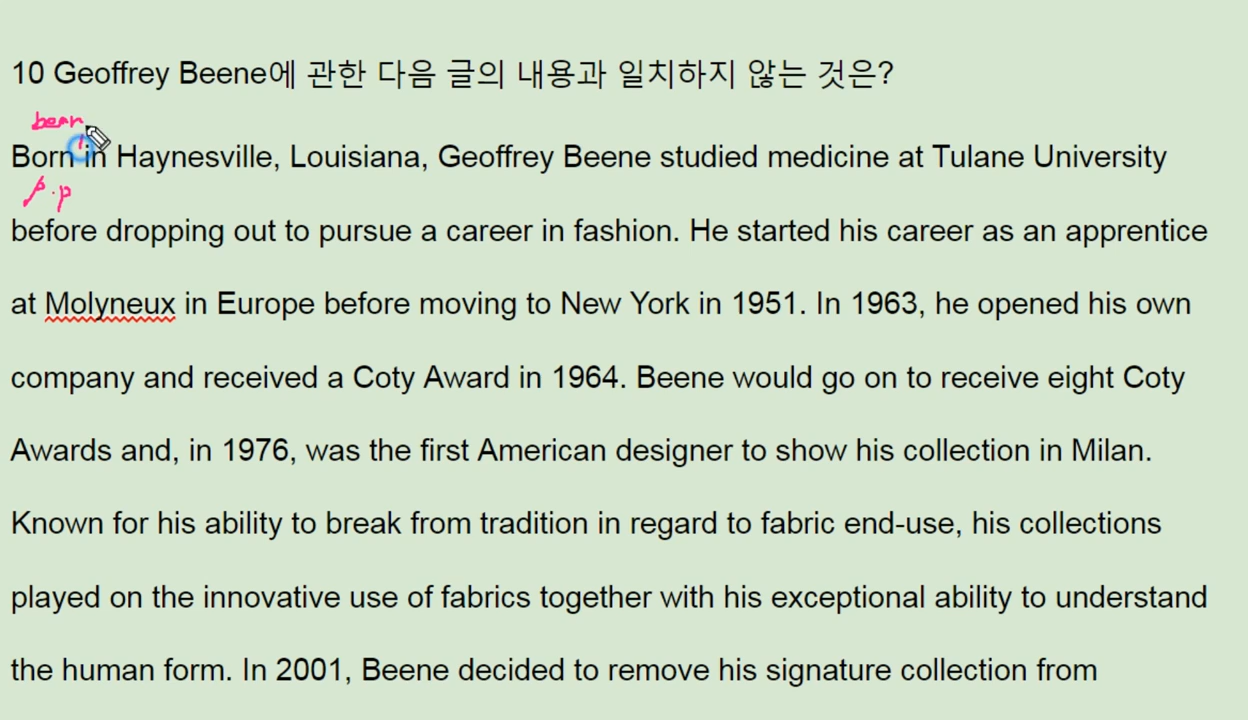 10 Geoffrey Beene에 관한 다음 글의 내용과 일치하지 않는 것은?
bear
Born in Haynesville, Louisiana, Geoffrey Beene studied medicine at Tulane University
p.p
before dropping out to pursue a career in fashion. He started his career as an apprentice
at Molyneux in Europe before moving to New York in 1951. In 1963, he opened his own
company and received a Coty Award in 1964. Beene would go on to receive eight Coty
Awards and, in 1976, was the first American designer to show his collection in Milan.
Known for his ability to break from tradition in regard to fabric end-use, his collections
played on the innovative use of fabrics together with his exceptional ability to understand
the human form. In 2001, Beene decided to remove his signature collection from